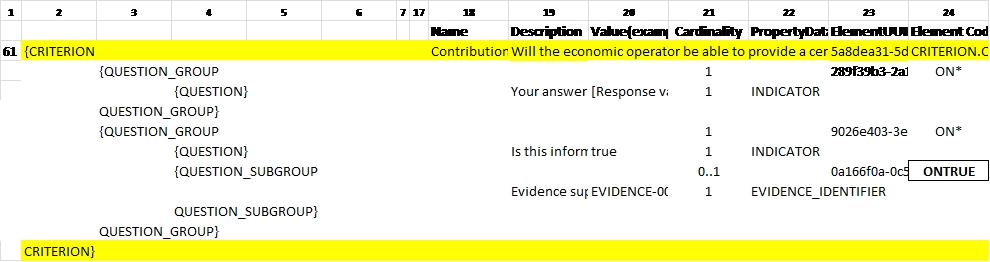 1 2 3 4 5 6 7 17 18 19 20 21 22 23 24
Name Description Value(exam Cardinality PropertyDat ElementUUI Element Cod
61 {CRITERION Contribution Will the economic operator be able to provide a cer 5a8dea31-5d CRITERION.C
{QUESTION_GROUP 1 289f39b3-2a1 ON*
{QUESTION} Your answer [Response va 1 INDICATOR
QUESTION_GROUP}
{QUESTION_GROUP 1 9026e403-3e ON*
{QUESTION} Is this inform true 1 INDICATOR
{QUESTION_SUBGROUP 0..1 0a166f0a-0c5 ONTRUE
Evidence sup EVIDENCE-00 1 EVIDENCE_IDENTIFIER
QUESTION_SUBGROUP}
QUESTION_GROUP}
CRITERION}